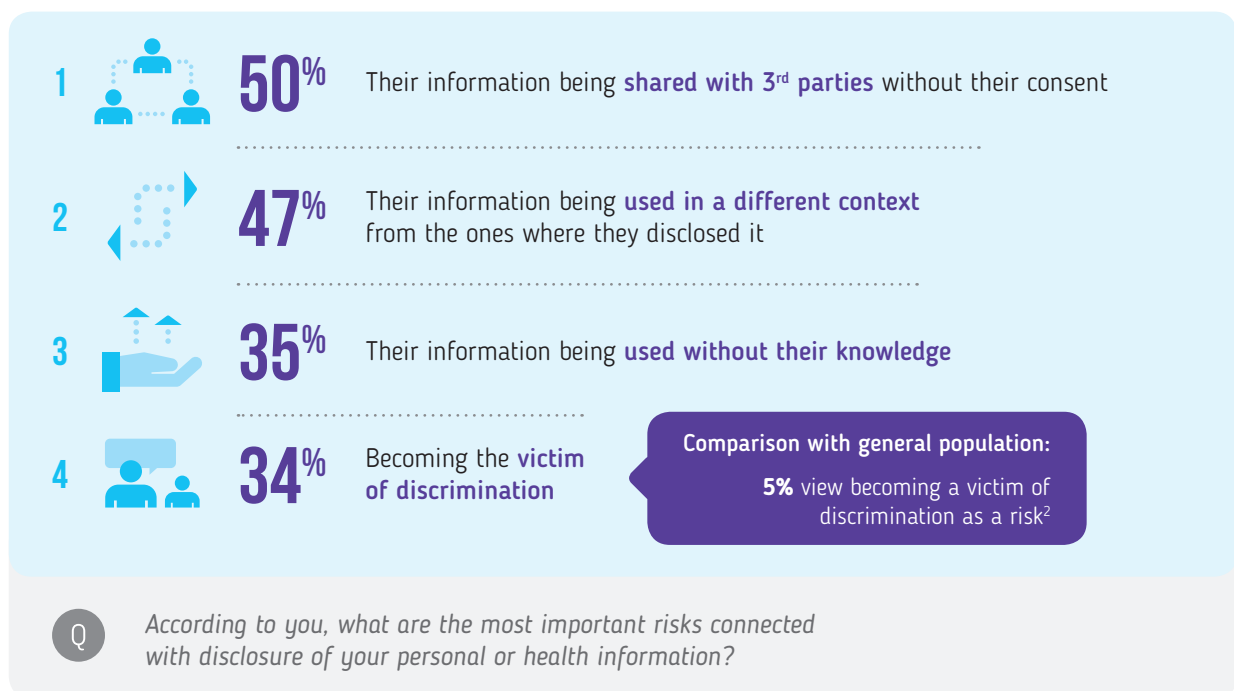 1
50%
Their information being shared with 3rd parties without their consent
2
47%
Their information being used in a different context
from the ones where they disclosed it
3
35%
Their information being used without their knowledge
4
34%
Becoming the victim
of discrimination
Comparison with general population:
5% view becoming a victim of
discrimination as a risk2
Q
According to you, what are the most important risks connected
with disclosure of your personal or health information?